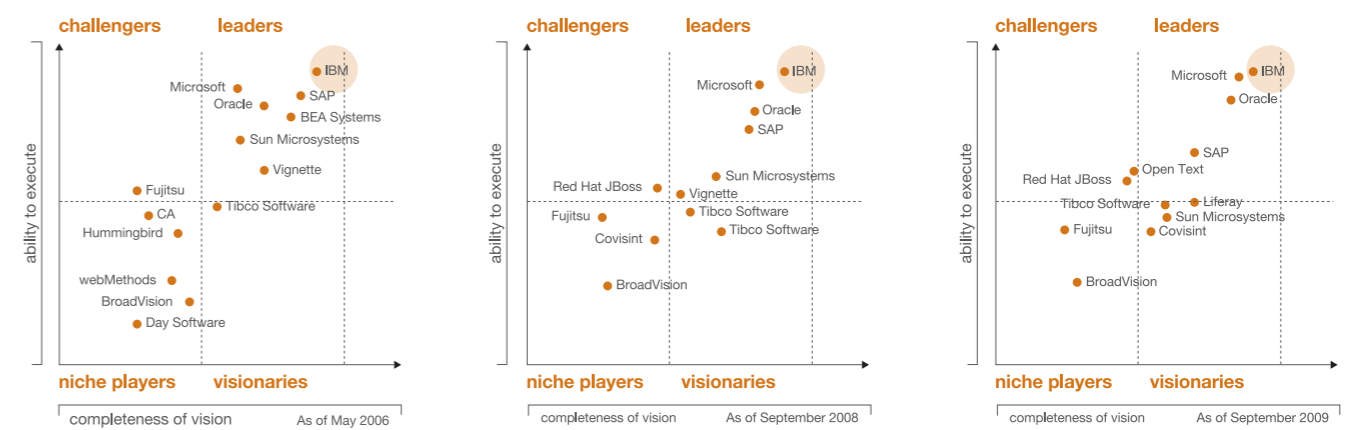 challengers
leaders
IBM
Microsoft
SAP
Oracle
BEA Systems
Sun Microsystems
Vignette
Fujitsu
Tibco Software
CA
Hummingbird
webMethods
BroadVision
Day Software
ability to execute
niche players
visionaries
completeness of vision
As of May 2006
challengers
leaders
IBM
Microsoft
Oracle
SAP
Sun Microsystems
Red Hat JBoss
Vignette
Tibco Software
Fujitsu
Tibco Software
Covisint
BroadVision
ability to execute
niche players
visionaries
completeness of vision
As of September 2008
challengers
leaders
IBM
Microsoft
Oracle
SAP
Open Text
Red Hat JBoss
Liferay
Tibco Software
Sun Microsystems
Fujitsu
Covisint
BroadVision
ability to execute
niche players
visionaries
completeness of vision
As of September 2009